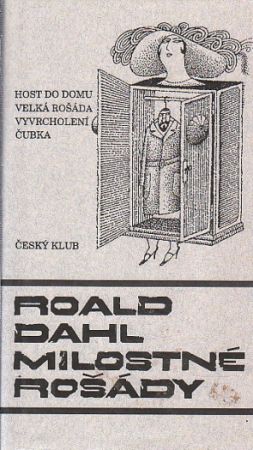 HOST DO DOMU
VELKÁ ROŠÁDA
VYVRCHOLENÍ
ČUBKA
ČESKÝ KLUB
ROALD
DAHL
MILOSTNÉ
ROŠÁDY